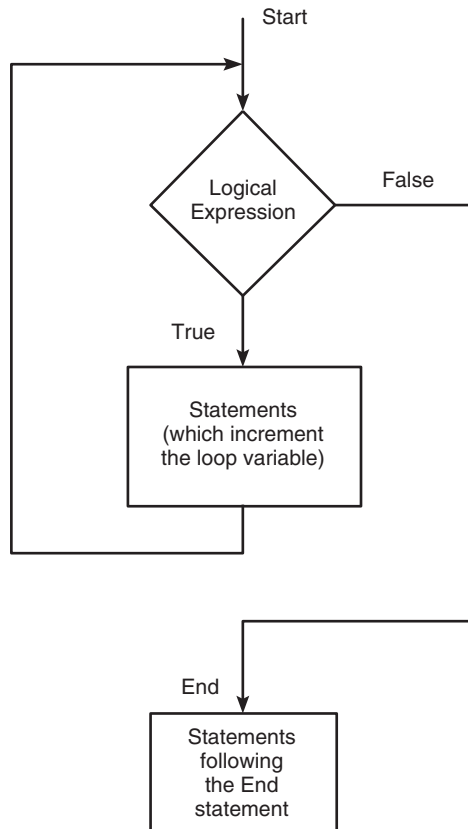 Start
Logical
Expression
False
True
Statements
(which increment
the loop variable)
End
Statements
following
the End
statement